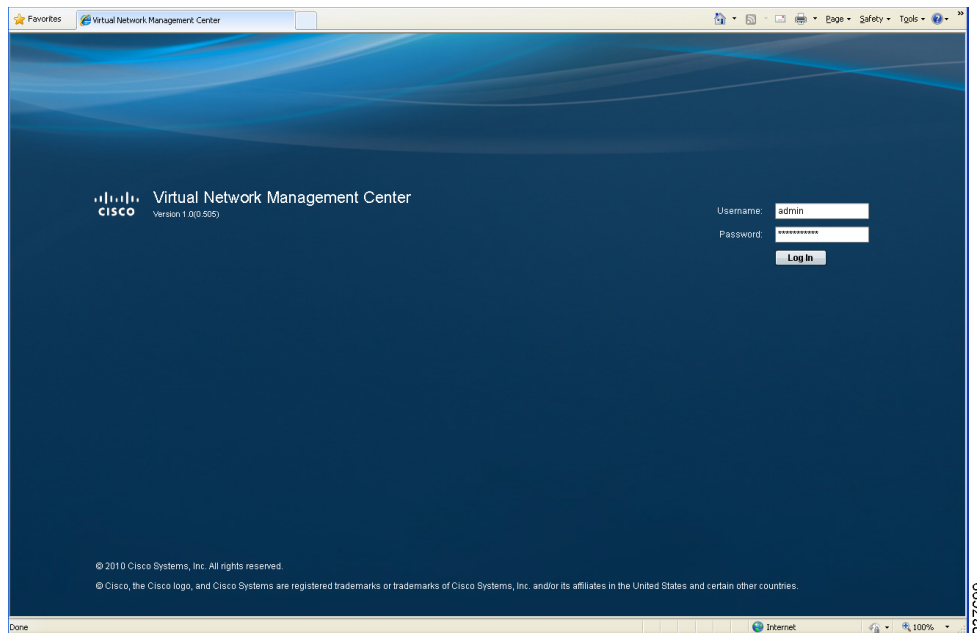 Favorites
Virtual Network Management Center
Page
Safety
Tools
CISCO
Virtual Network Management Center
Version 1.0(0.505)
Username: admin
Password: ***********
Log In
© 2010 Cisco Systems, Inc. All rights reserved.
© Cisco, the Cisco logo, and Cisco Systems are registered trademarks or trademarks of Cisco Systems, Inc. and/or its affiliates in the United States and certain other countries.
Done
Internet
100%